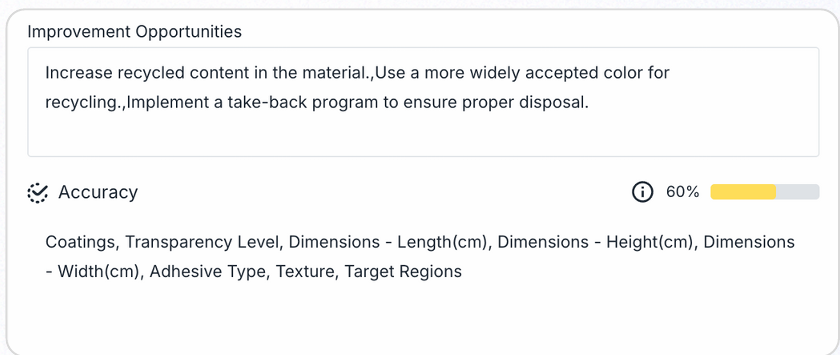 Improvement Opportunities
Increase recycled content in the material.,Use a more widely accepted color for
recycling.,Implement a take-back program to ensure proper disposal.
Accuracy
60%
Coatings, Transparency Level, Dimensions - Length(cm), Dimensions - Height(cm), Dimensions
- Width(cm), Adhesive Type, Texture, Target Regions